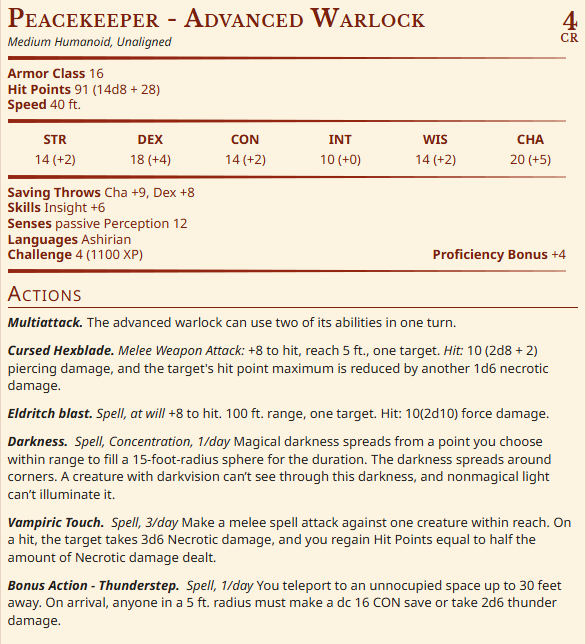 Peacekeeper - Advanced Warlock
4
CR
Medium Humanoid, Unaligned
Armor Class 16
Hit Points 91 (14d8 + 28)
Speed 40 ft.
STR DEX CON INT WIS CHA
14 (+2) 18 (+4) 14 (+2) 10 (+0) 14 (+2) 20 (+5)
Saving Throws Cha +9, Dex +8
Skills Insight +6
Senses passive Perception 12
Languages Ashirian
Challenge 4 (1100 XP) Proficiency Bonus +4
Actions
Multiattack. The advanced warlock can use two of its abilities in one turn.
Cursed Hexblade. Melee Weapon Attack: +8 to hit, reach 5 ft., one target. Hit: 10 (2d8 + 2)
piercing damage, and the target's hit point maximum is reduced by another 1d6 necrotic
damage.
Eldritch blast. Spell, at will +8 to hit. 100 ft. range, one target. Hit: 10(2d10) force damage.
Darkness. Spell, Concentration, 1/day Magical darkness spreads from a point you choose
within range to fill a 15-foot-radius sphere for the duration. The darkness spreads around
corners. A creature with darkvision can’t see through this darkness, and nonmagical light
can’t illuminate it.
Vampiric Touch. Spell, 3/day Make a melee spell attack against one creature within reach. On
a hit, the target takes 3d6 Necrotic damage, and you regain Hit Points equal to half the
amount of Necrotic damage dealt.
Bonus Action - Thunderstep. Spell, 1/day You teleport to an unnocupied space up to 30 feet
away. On arrival, anyone in a 5 ft. radius must make a dc 16 CON save or take 2d6 thunder
damage.